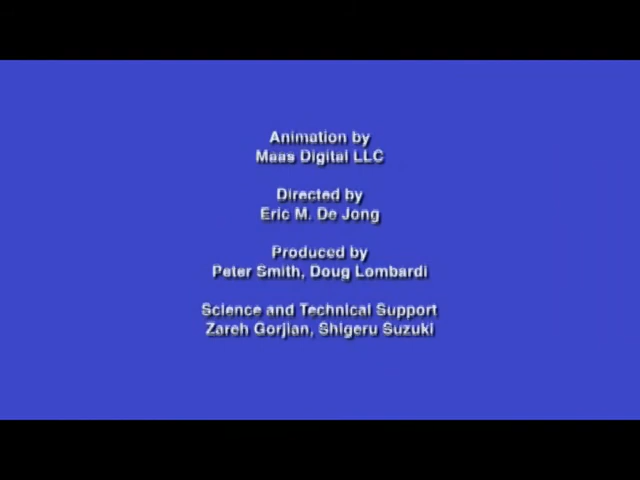 Animation by
Maas Digital LLC
Directed by
Eric M. De Jong
Produced by
Peter Smith, Doug Lombardi
Science and Technical Support
Zareh Gorjian, Shigeru Suzuki